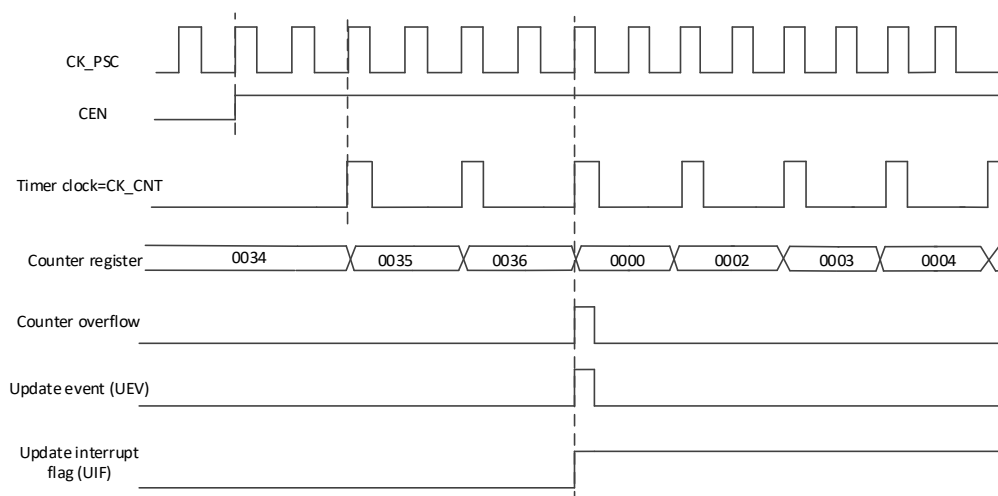 CK_PSC
CEN
Timer clock=CK_CNT
Counter register
0034
0035
0036
0000
0002
0003
0004
Counter overflow
Update event (UEV)
Update interrupt
flag (UIF)